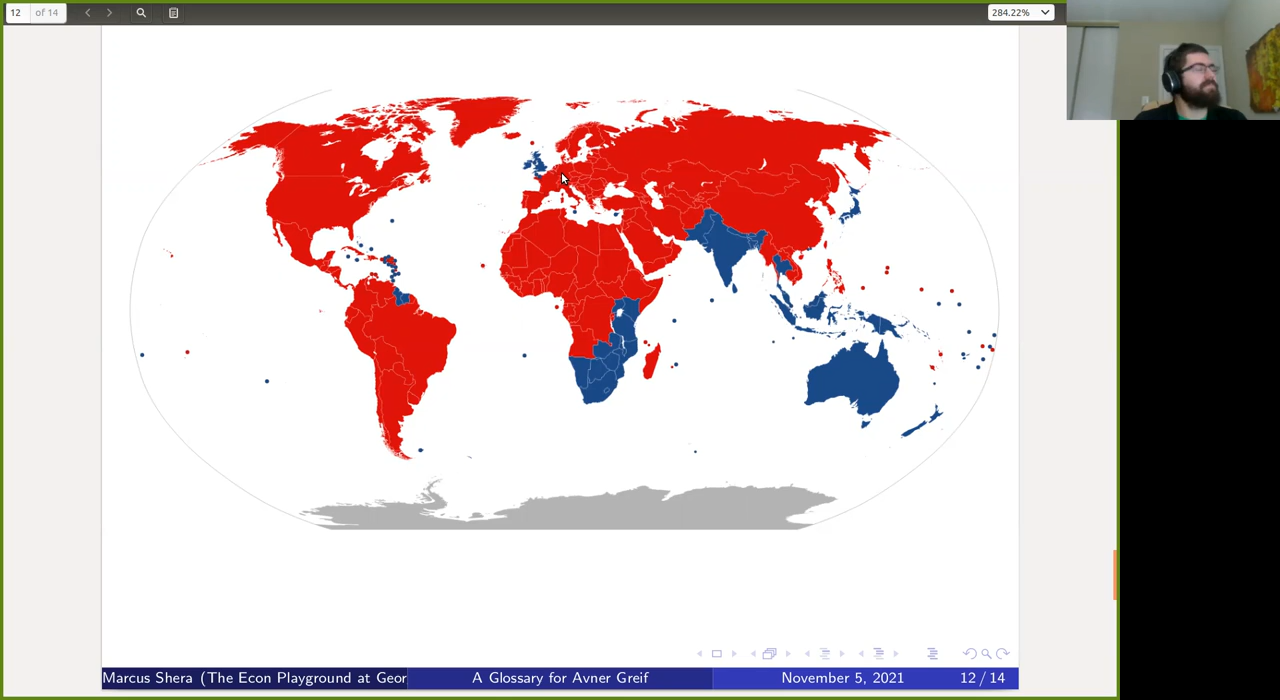 12 of 14
284.22%
Marcus Shera (The Econ Playground at Geor
A Glossary for Avner Greif
November 5, 2021
12 / 14